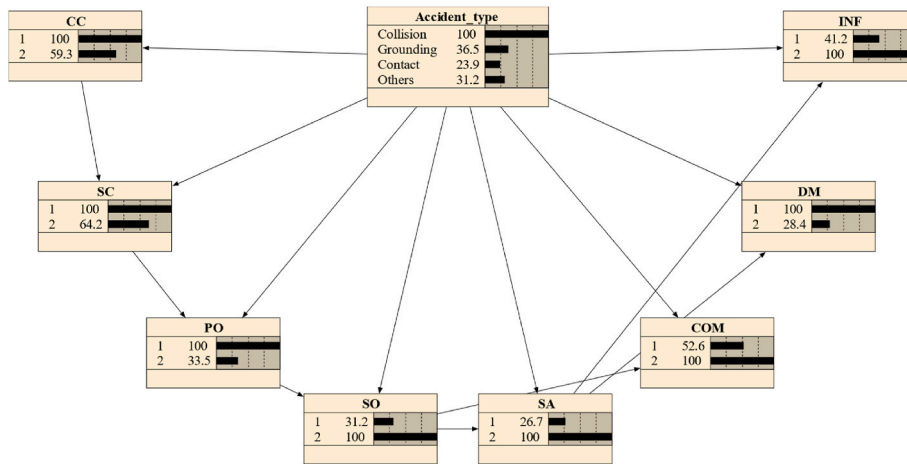 CC
1 100
2 59.3
Accident_type
Collision 100
Grounding 36.5
Contact 23.9
Others 31.2
INF
1 41.2
2 100
SC
1 100
2 64.2
DM
1 100
2 28.4
PO
1 100
2 33.5
COM
1 52.6
2 100
SO
1 31.2
2 100
SA
1 26.7
2 100